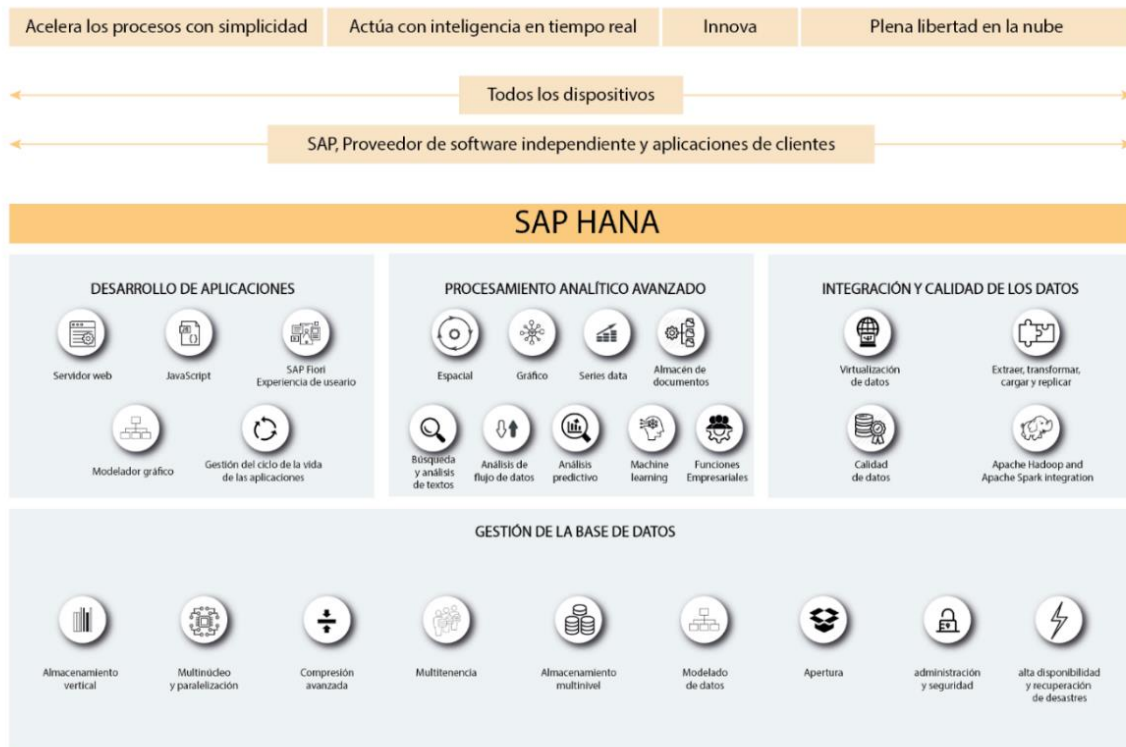 Acelera los procesos con simplicidad
Actúa con inteligencia en tiempo real
Innova
Plena libertad en la nube
Todos los dispositivos
SAP, Proveedor de software independiente y aplicaciones de clientes
SAP HANA
DESARROLLO DE APLICACIONES
Servidor web
JavaScript
SAP Fiori
Experiencia de useario
Modelador gráfico
Gestión del ciclo de la vida
de las aplicaciones
PROCESAMIENTO ANALÍTICO AVANZADO
Espacial
Gráfico
Series data
Almacén de
documentos
Búsqueda
y análisis
de textos
Análisis de
flujo de datos
Análisis
predictivo
Machine
learning
Funciones
Empresariales
INTEGRACIÓN Y CALIDAD DE LOS DATOS
Virtualización
de datos
Extraer, transformar,
cargar y replicar
Calidad
de datos
Apache Hadoop and
Apache Spark integration
GESTIÓN DE LA BASE DE DATOS
Almacenamiento
vertical
Multinúcleo
y paralelización
Compresión
avanzada
Multitenencia
Almacenamiento
multinivel
Modelado
de datos
Apertura
administración
y seguridad
alta disponibilidad
y recuperación
de desastres